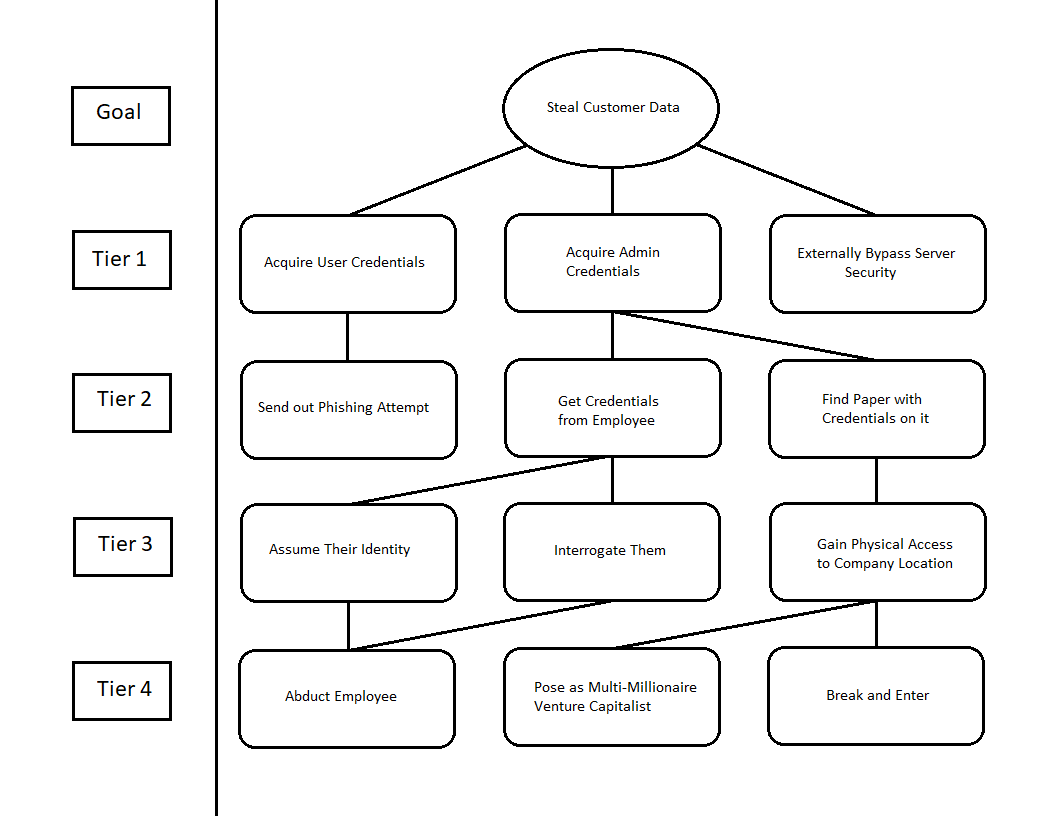 Goal
Steal Customer Data
Tier 1
Acquire User Credentials
Acquire Admin
Credentials
Externally Bypass Server
Security
Tier 2
Send out Phishing Attempt
Get Credentials
from Employee
Find Paper with
Credentials on it
Tier 3
Assume Their Identity
Interrogate Them
Gain Physical Access
to Company Location
Tier 4
Abduct Employee
Pose as Multi-Millionaire
Venture Capitalist
Break and Enter